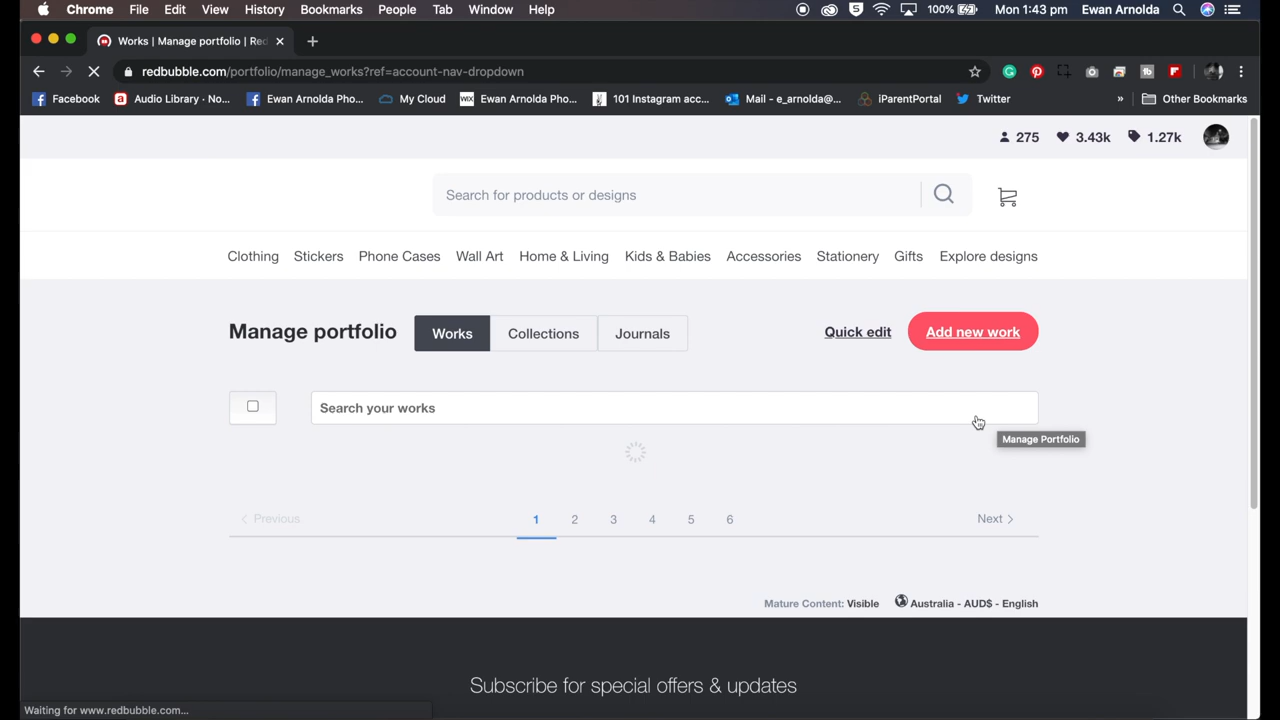 Chrome File Edit View History Bookmarks People Tab Window Help 100% Mon 1:43 pm Ewan Arnolda
Works | Manage portfolio | Red
redbubble.com/portfolio/manage_works?ref=account-nav-dropdown
Facebook Audio Library · No... Ewan Arnolda Pho... My Cloud Ewan Arnolda Pho... 101 Instagram acc... Mail - e_arnolda@... iParentPortal Twitter » Other Bookmarks
275 3.43k 1.27k
Search for products or designs
Clothing Stickers Phone Cases Wall Art Home & Living Kids & Babies Accessories Stationery Gifts Explore designs
Manage portfolio Works Collections Journals Quick edit Add new work
Search your works
Manage Portfolio
Previous 1 2 3 4 5 6 Next
Mature Content: Visible Australia - AUD$ - English
Subscribe for special offers & updates
Waiting for www.redbubble.com...